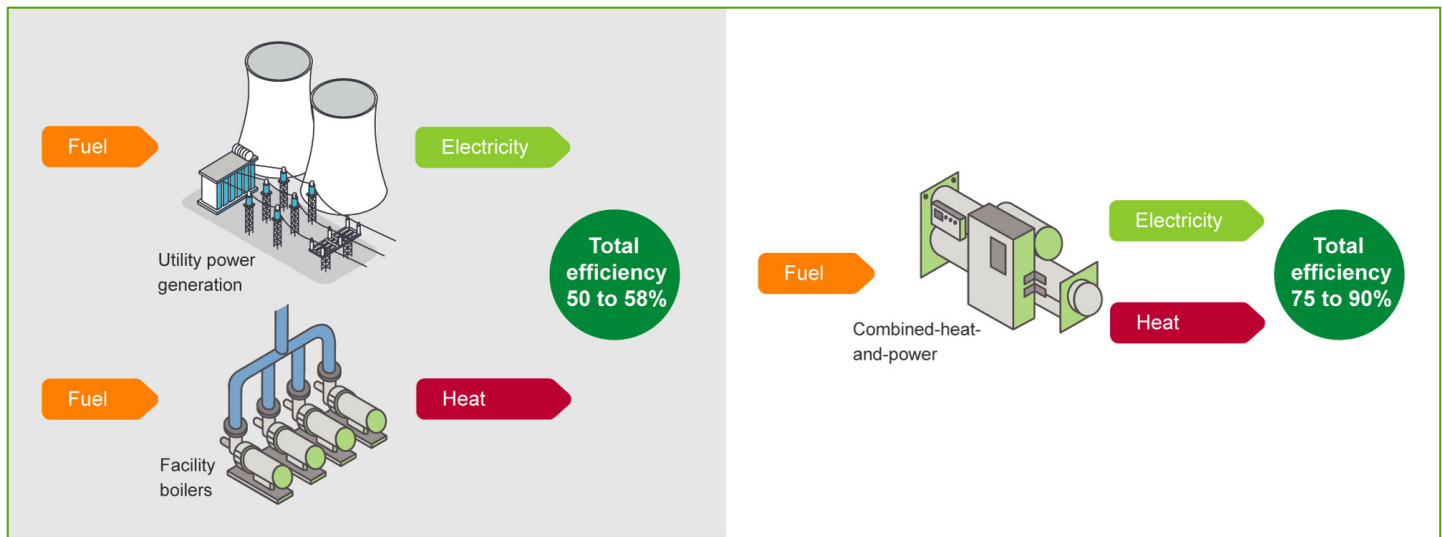 Fuel
Electricity
Utility power
generation
Total
efficiency
50 to 58%
Fuel
Heat
Facility
boilers
Fuel
Combined-heat-
and-power
Electricity
Heat
Total
efficiency
75 to 90%